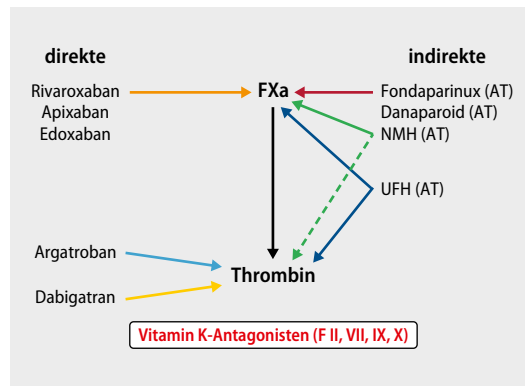 direkte
indirekte
Rivaroxaban
Apixaban
Edoxaban
FXa
Fondaparinux (AT)
Danaparoid (AT)
NMH (AT)
UFH (AT)
Argatroban
Dabigatran
Thrombin
Vitamin K-Antagonisten (F II, VII, IX, X)